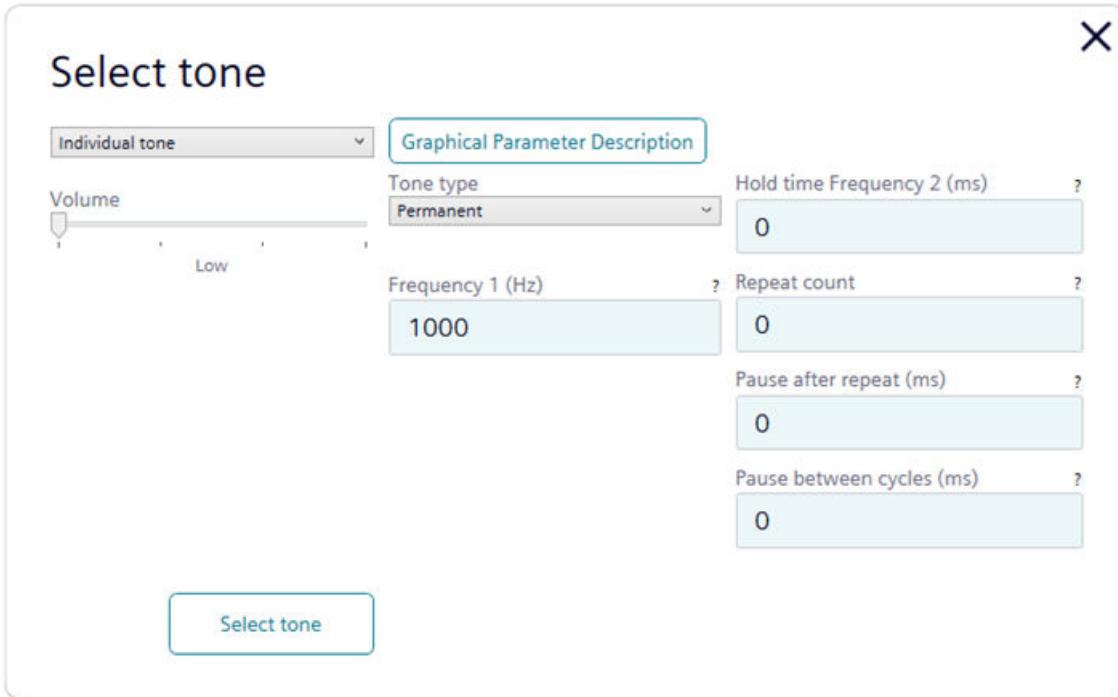 Select tone
Individual tone
Graphical Parameter Description
Volume
Low
Tone type
Permanent
Frequency 1 (Hz) ?
1000
Hold time Frequency 2 (ms) ?
0
Repeat count ?
0
Pause after repeat (ms) ?
0
Pause between cycles (ms) ?
0
Select tone